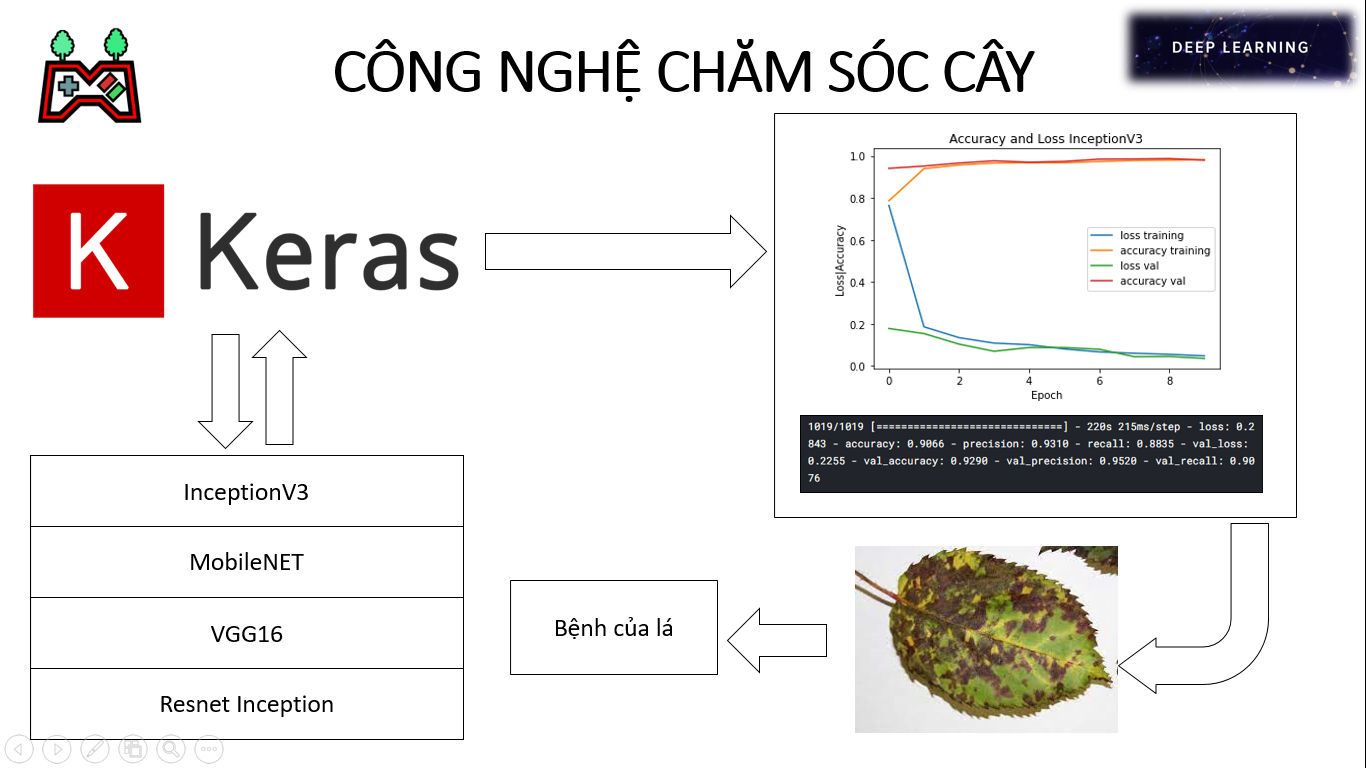 CÔNG NGHỆ CHĂM SÓC CÂY
DEEP LEARNING
K Keras
Accuracy and Loss InceptionV3
1.0
0.8
0.6
0.4
0.2
0.0
Loss|Accuracy
loss training
accuracy training
loss val
accuracy val
0 2 4 6 8
Epoch
1019/1019 [==============================] - 220s 215ms/step - loss: 0.2
843 - accuracy: 0.9066 - precision: 0.9310 - recall: 0.8835 - val_loss:
0.2255 - val_accuracy: 0.9290 - val_precision: 0.9520 - val_recall: 0.90
76
InceptionV3
MobileNET
VGG16
Resnet Inception
Bệnh của lá